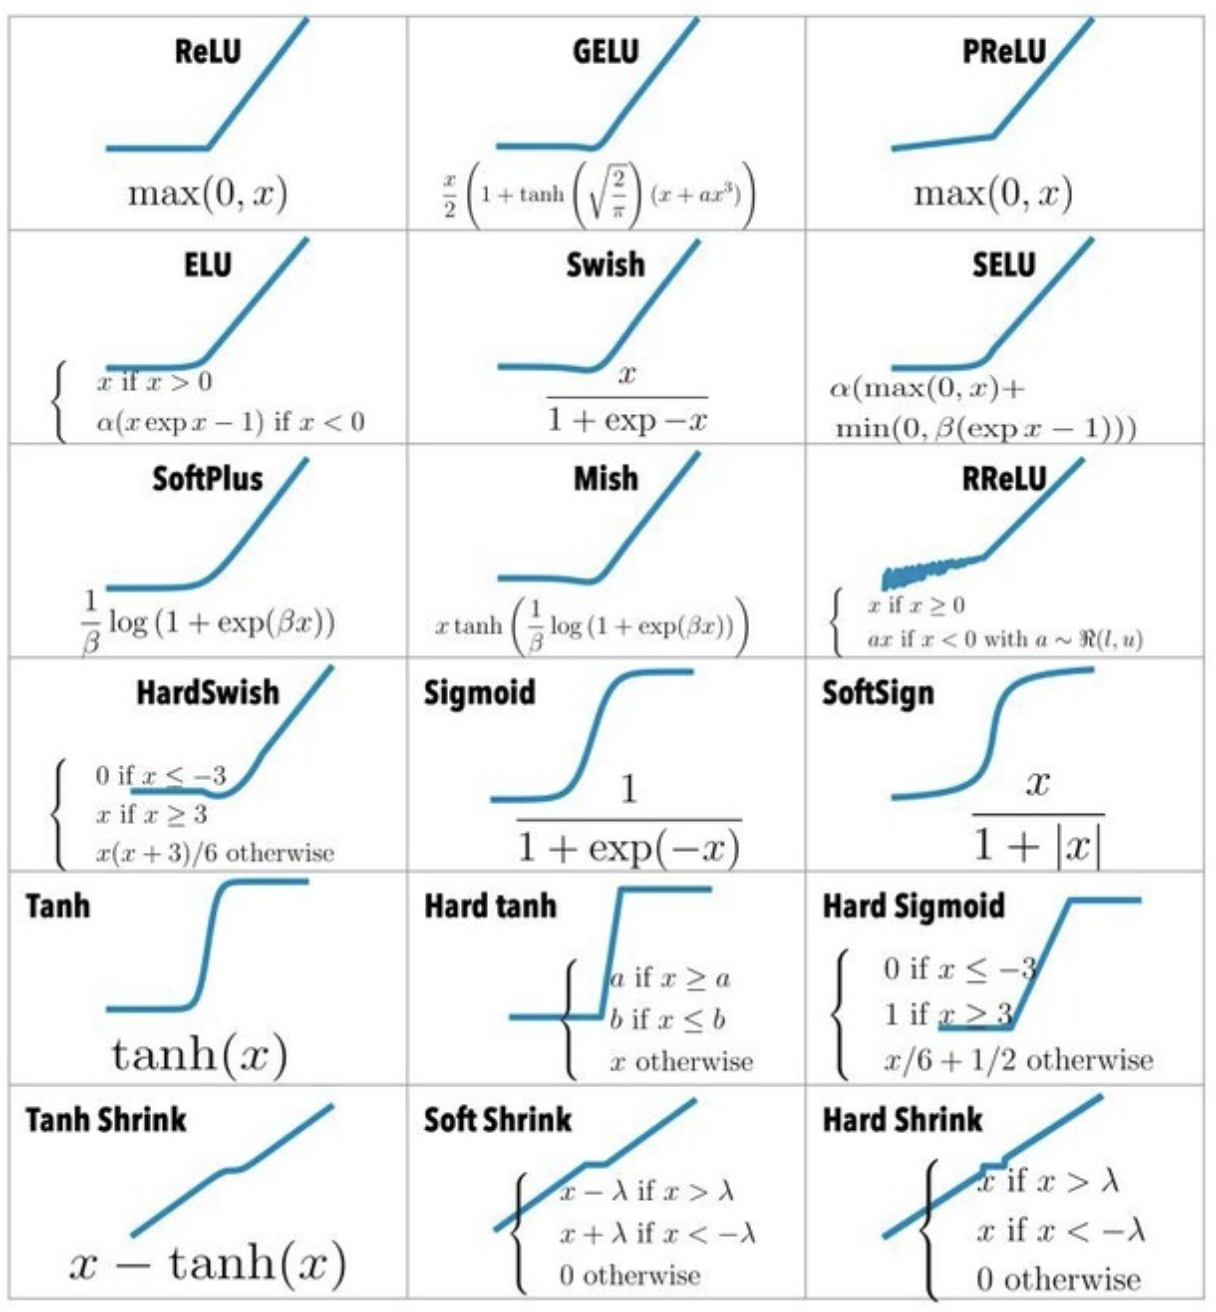 ReLU
max(0, x)
GELU
x/2 (1 + tanh (√(2/π)) (x + ax³))
PReLU
max(0, x)
ELU
{ x if x > 0
α(x exp x − 1) if x < 0
Swish
x / (1 + exp −x)
SELU
α(max(0, x)+
min(0, β(exp x − 1)))
SoftPlus
1/β log (1 + exp(βx))
Mish
x tanh (1/β log (1 + exp(βx)))
RReLU
{ x if x ≥ 0
ax if x < 0 with a ∼ ℜ(l, u)
HardSwish
{ 0 if x ≤ −3
x if x ≥ 3
x(x + 3)/6 otherwise
Sigmoid
1 / (1 + exp(−x))
SoftSign
x / (1 + |x|)
Tanh
tanh(x)
Hard tanh
{ a if x ≥ a
b if x ≤ b
x otherwise
Hard Sigmoid
{ 0 if x ≤ −3
1 if x ≥ 3
x/6 + 1/2 otherwise
Tanh Shrink
x − tanh(x)
Soft Shrink
{ x − λ if x > λ
x + λ if x < −λ
0 otherwise
Hard Shrink
{ x if x > λ
x if x < −λ
0 otherwise